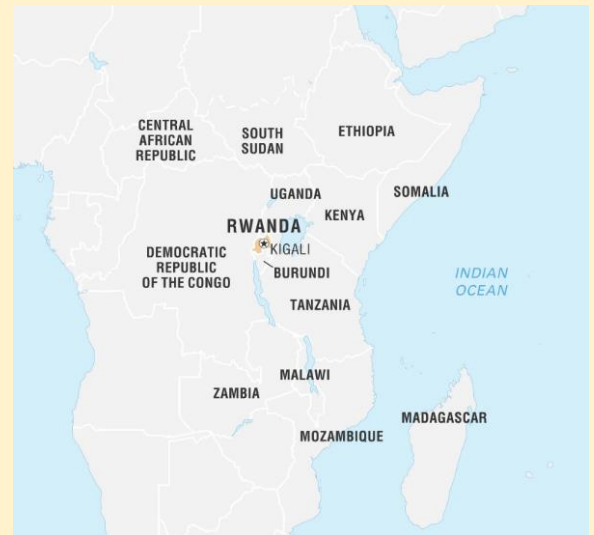 CENTRAL
AFRICAN
REPUBLIC
SOUTH
SUDAN
ETHIOPIA
UGANDA
SOMALIA
KENYA
RWANDA
KIGALI
DEMOCRATIC
REPUBLIC
OF THE CONGO
BURUNDI
INDIAN
OCEAN
TANZANIA
MALAWI
ZAMBIA
MADAGASCAR
MOZAMBIQUE